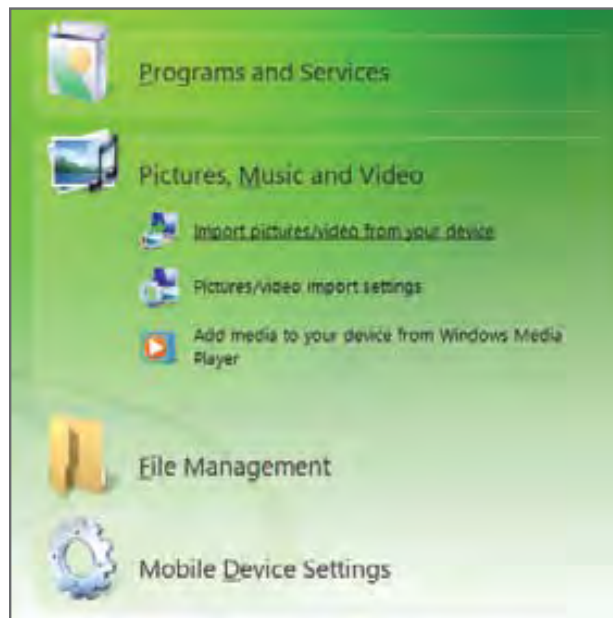 Programs and Services
Pictures, Music and Video
Import pictures/video from your device
Pictures/video import settings
Add media to your device from Windows Media
Player
File Management
Mobile Device Settings